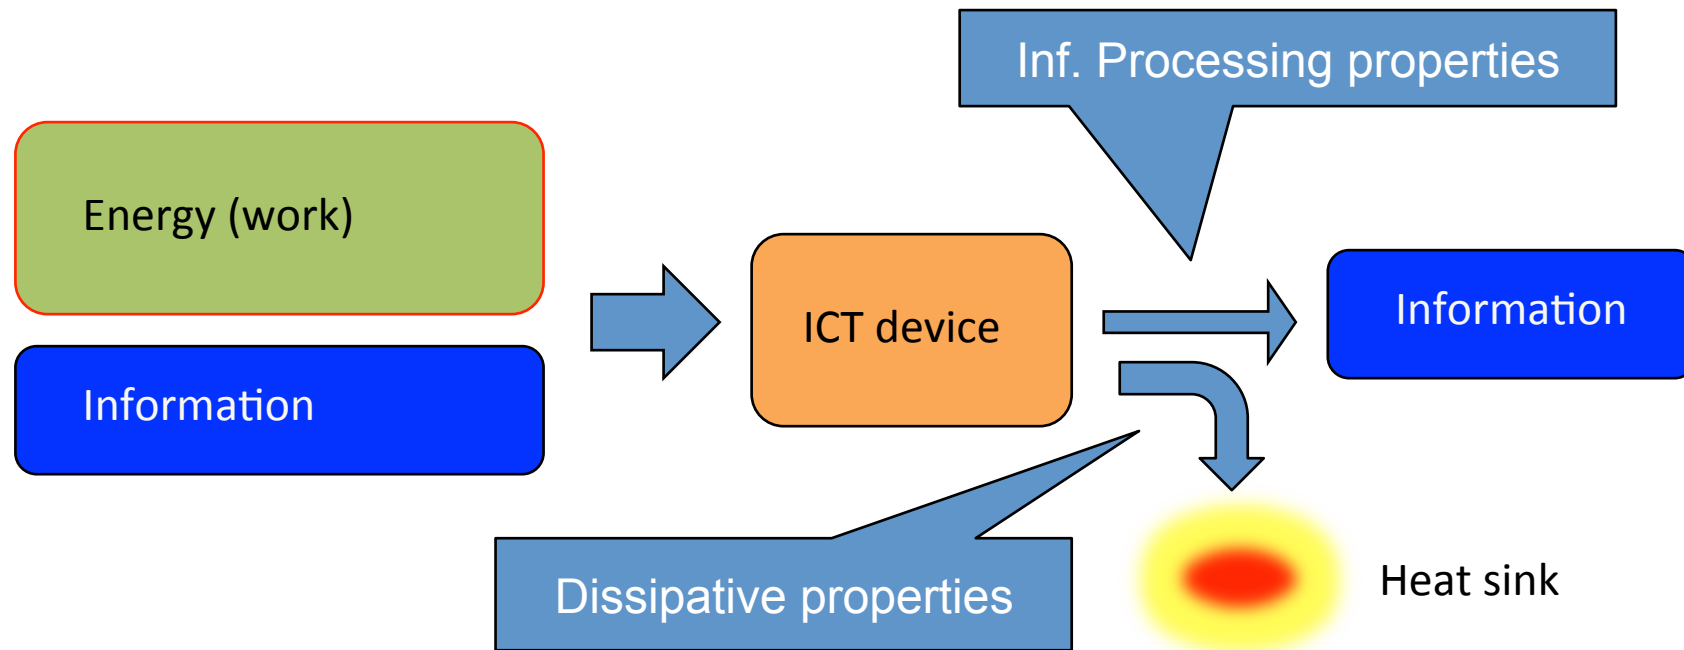 Inf. Processing properties
Energy (work)
Information
ICT device
Information
Dissipative properties
Heat sink